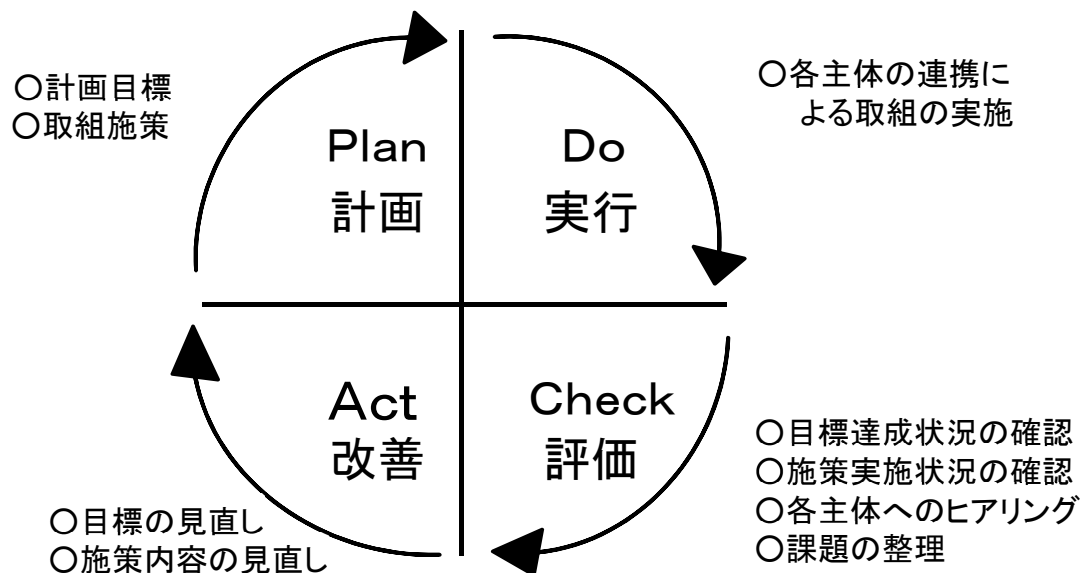 ○計画目標
○取組施策
Plan
計画
Do
実行
○各主体の連携に
よる取組の実施
Act
改善
Check
評価
○目標の見直し
○施策内容の見直し
○目標達成状況の確認
○施策実施状況の確認
○各主体へのヒアリング
○課題の整理